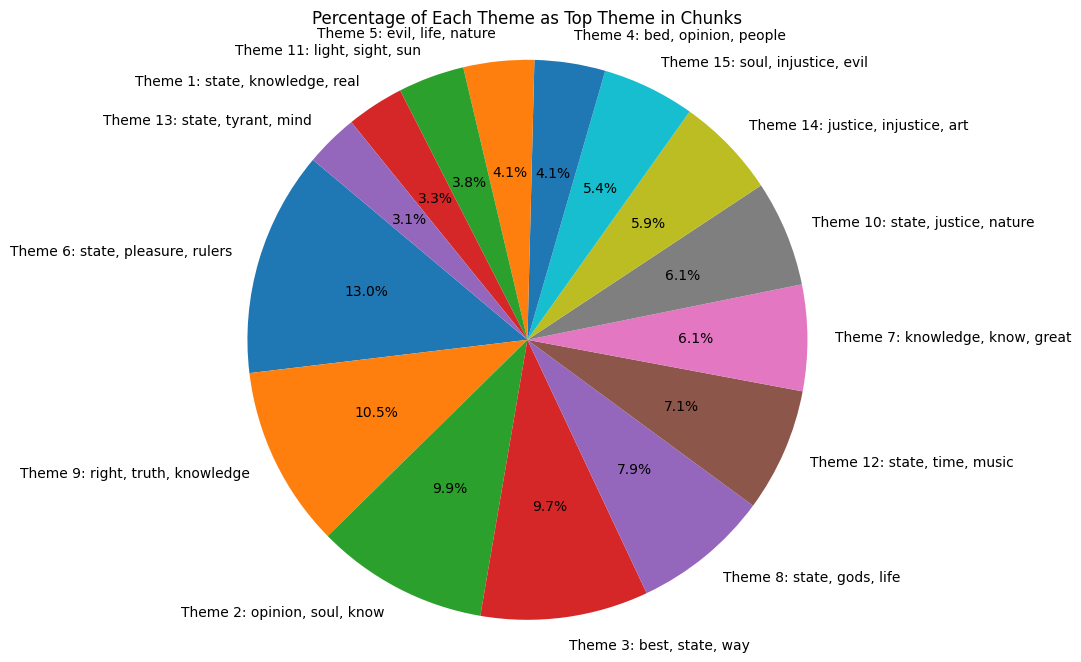 Percentage of Each Theme as Top Theme in Chunks
Theme 5: evil, life, nature
Theme 4: bed, opinion, people
Theme 11: light, sight, sun
Theme 15: soul, injustice, evil
Theme 1: state, knowledge, real
Theme 13: state, tyrant, mind
Theme 14: justice, injustice, art
4.1%
4.1%
3.8%
5.4%
3.3%
3.1%
5.9%
Theme 10: state, justice, nature
Theme 6: state, pleasure, rulers
6.1%
13.0%
6.1%
Theme 7: knowledge, know, great
7.1%
10.5%
Theme 12: state, time, music
Theme 9: right, truth, knowledge
7.9%
9.9%
9.7%
Theme 8: state, gods, life
Theme 2: opinion, soul, know
Theme 3: best, state, way